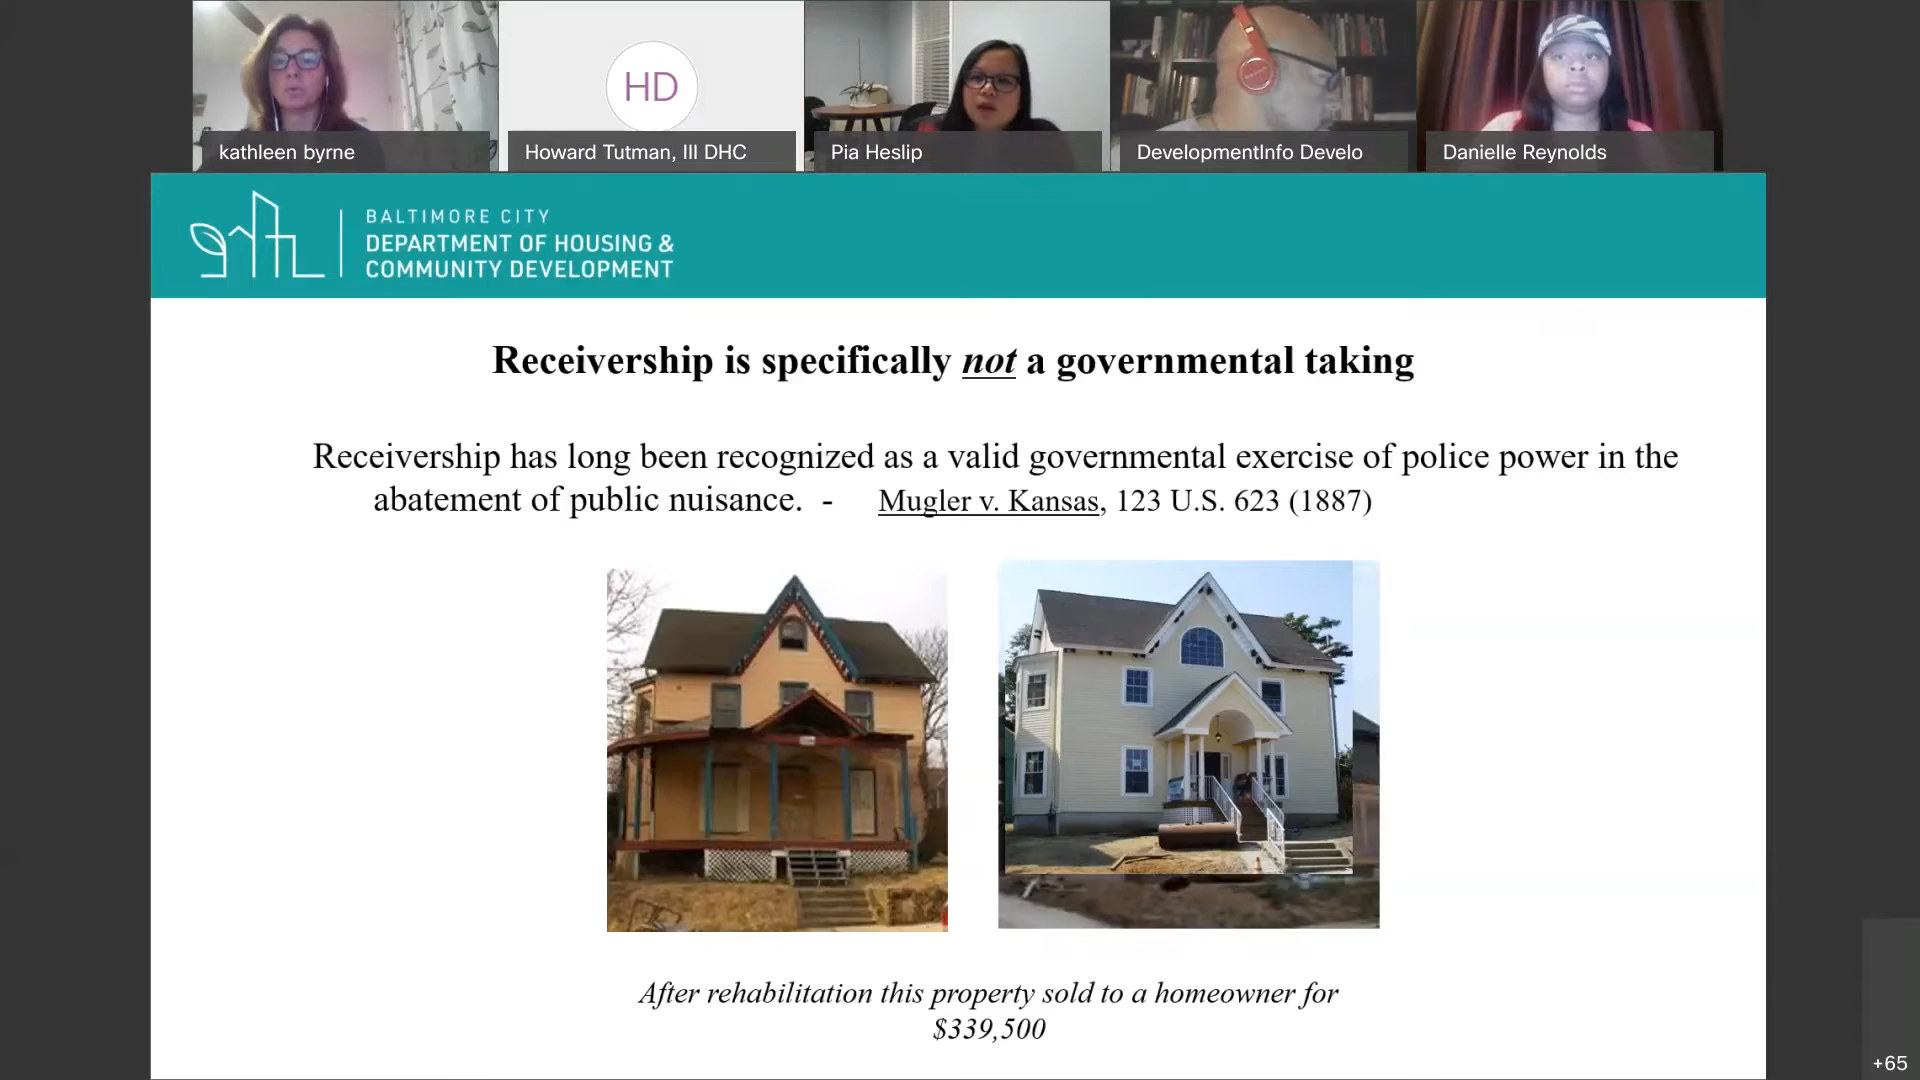 kathleen byrne
HD
Howard Tutman, III DHC
Pia Heslip
DevelopmentInfo Develo
Danielle Reynolds
BALTIMORE CITY
DEPARTMENT OF HOUSING &
COMMUNITY DEVELOPMENT
Receivership is specifically not a governmental taking
Receivership has long been recognized as a valid governmental exercise of police power in the
abatement of public nuisance. - Mugler v. Kansas, 123 U.S. 623 (1887)
After rehabilitation this property sold to a homeowner for
$339,500
+65